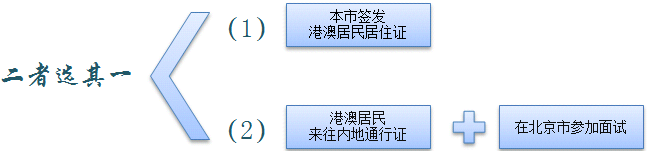 二者选其一
(1)
本市签发
港澳居民居住证
(2)
港澳居民
来往内地通行证
在北京市参加面试